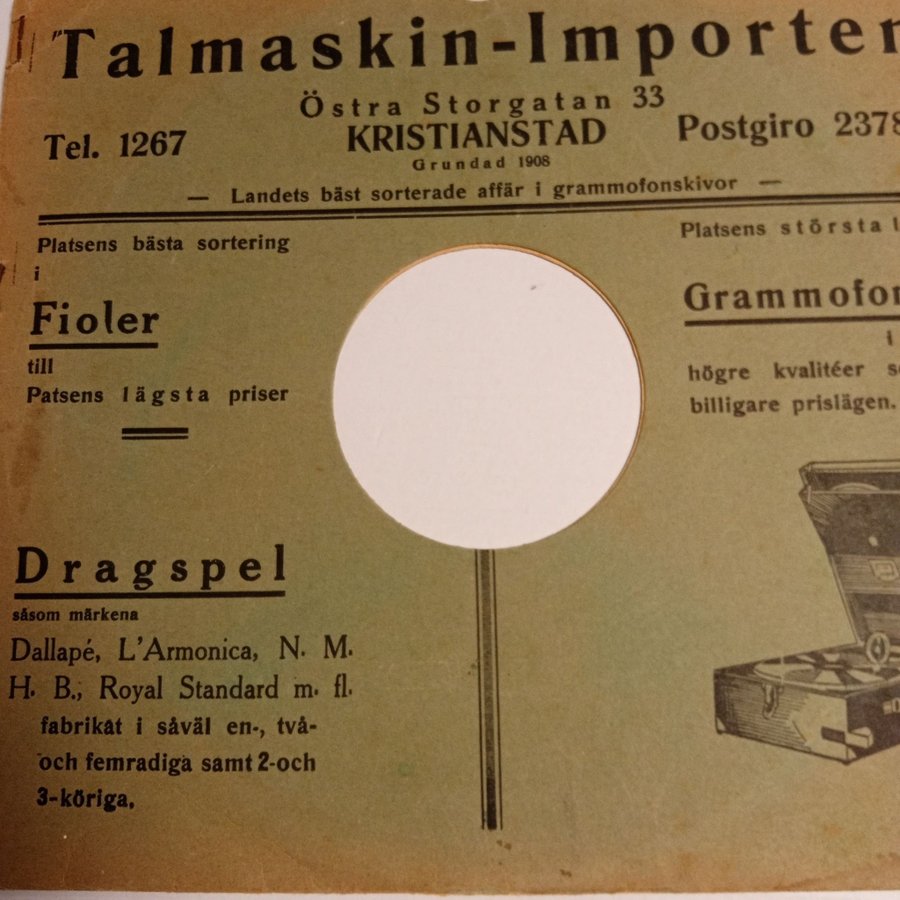 "Talmaskin-Importen
Östra Storgatan 33
Tel. 1267 KRISTIANSTAD Postgiro 2378
Grundad 1908
— Landets bäst sorterade affär i grammofonskivor —
Platsens bästa sortering
i
Fioler
till
Patsens lägsta priser
Dragspel
såsom märkena
Dallapé, L'Armonica, N. M.
H. B., Royal Standard m. fl.
fabrikat i såväl en-, två-
och femradiga samt 2-och
3-köriga.
Platsens största
Grammofon
i
högre kvalitéer
billigare prislägen.